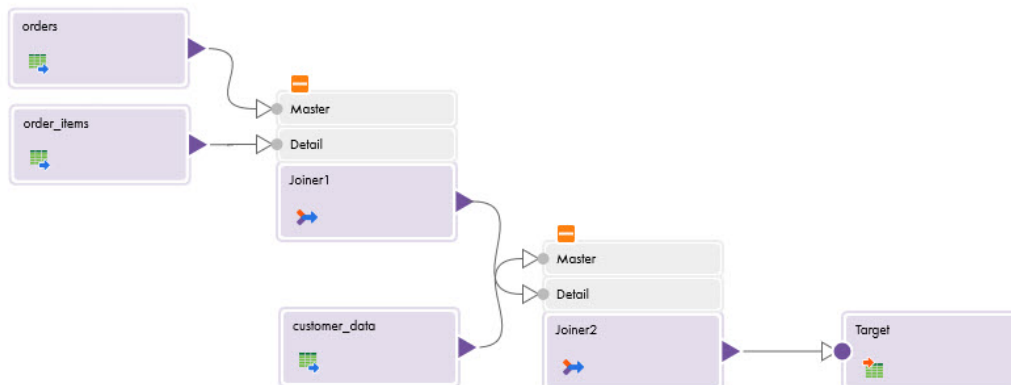 orders
order_items
Master
Detail
Joiner1
customer_data
Master
Detail
Joiner2
Target